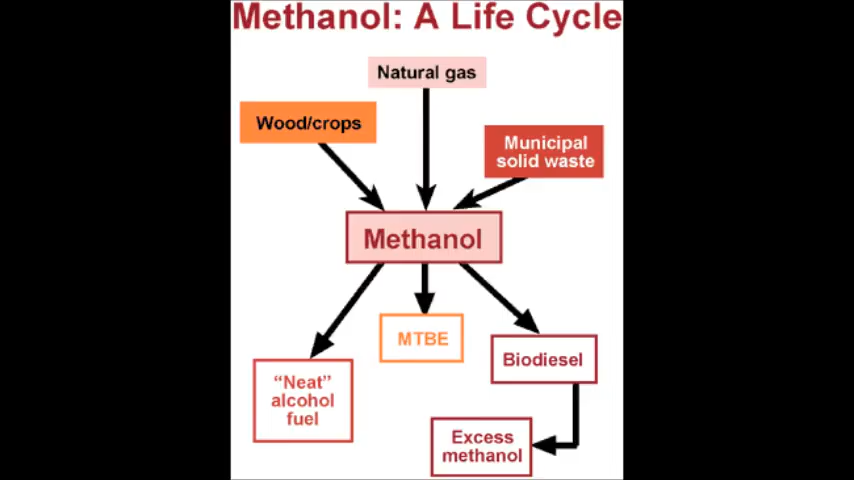 Methanol: A Life Cycle
Natural gas
Wood/crops
Municipal
solid waste
Methanol
MTBE
Biodiesel
“Neat”
alcohol
fuel
Excess
methanol